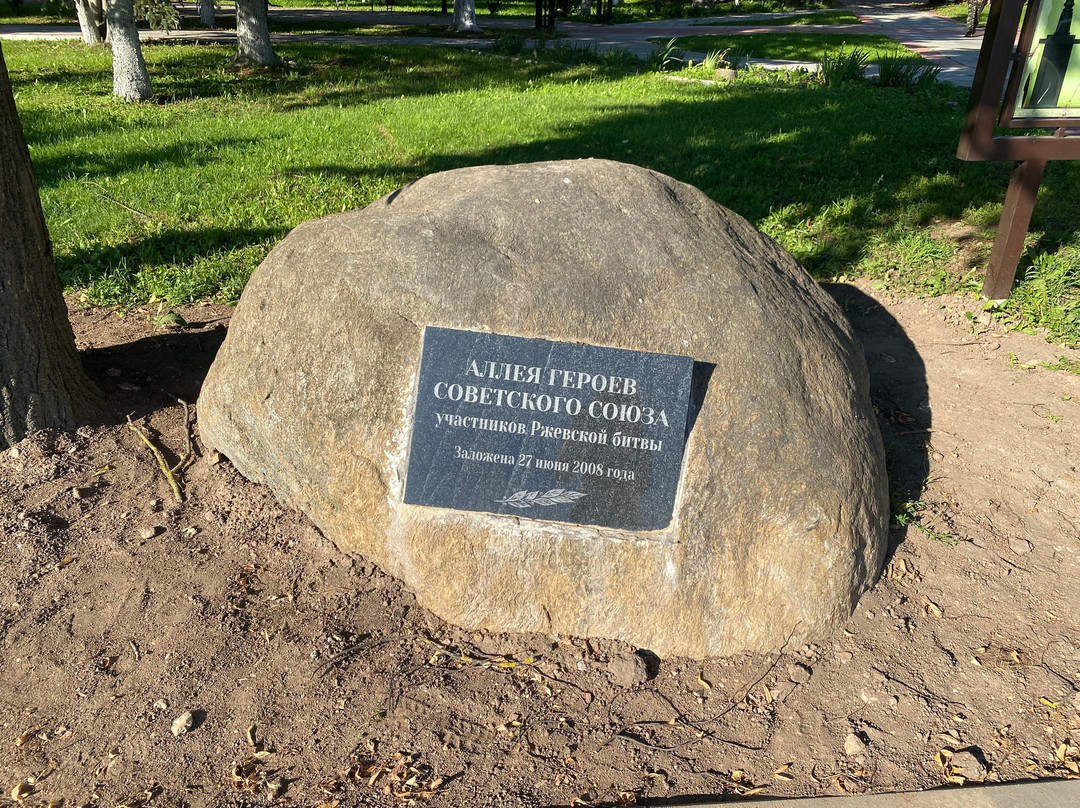 АЛЛЕЯ ГЕРОЕВ
СОВЕТСКОГО СОЮЗА
участников Ржевской битвы
Заложена 27 июня 2008 года